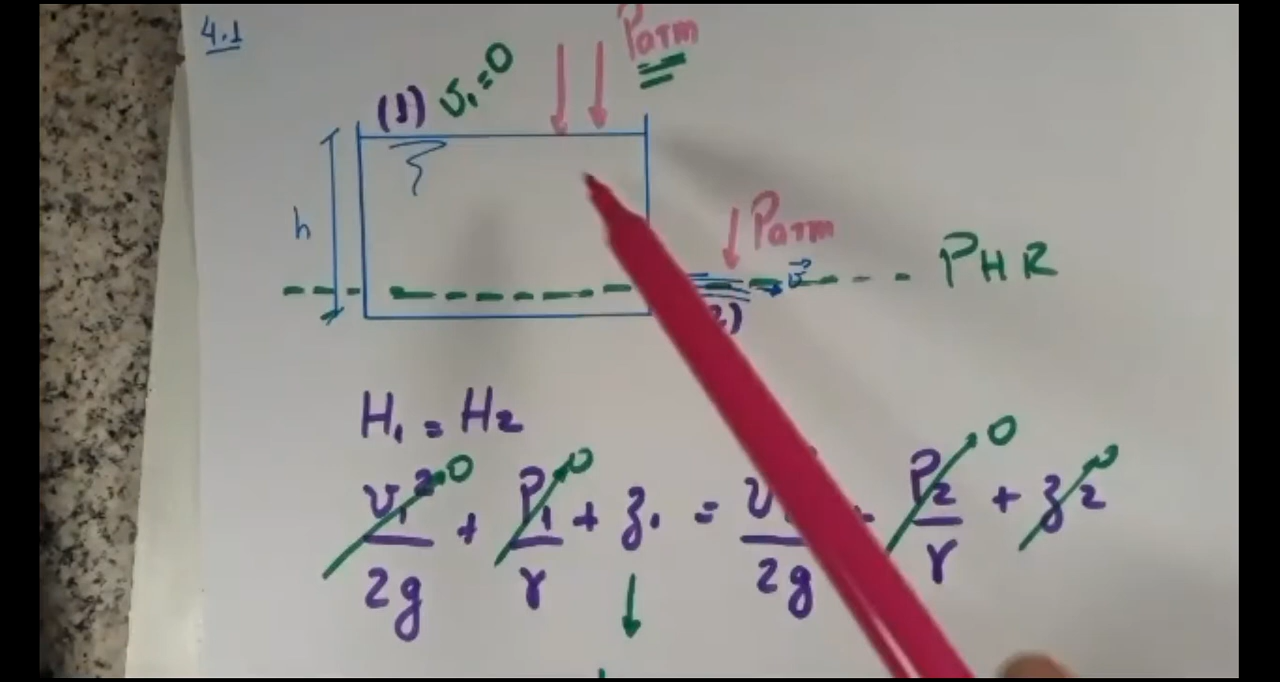 4.1
Patm
(1) v₁=0
h
Patm
v⃗
PHR
2)
H₁ = H₂
v₁²/2g →0 + P₁/γ →0 + z₁ = v/2g + P₂/γ →0 + z₂ →0